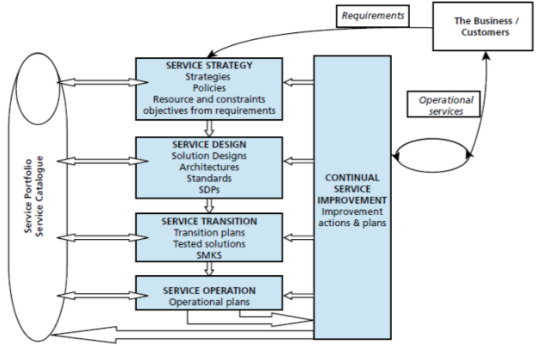 Requirements
The Business /
Customers
SERVICE STRATEGY
Strategies
Policies
Resource and constraints
objectives from requirements
Operational
services
SERVICE DESIGN
Solution Designs
Architectures
Standards
SDPs
Service Portfolio
Service Catalogue
CONTINUAL
SERVICE
IMPROVEMENT
Improvement
actions & plans
SERVICE TRANSITION
Transition plans
Tested solutions
SMKS
SERVICE OPERATION
Operational plans